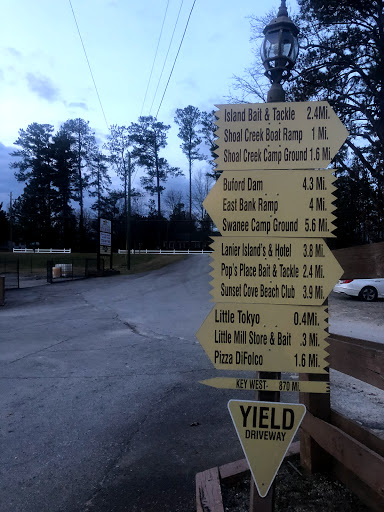 Island Bait & Tackle 2.4Mi.
Shoal Creek Boat Ramp 1 Mi.
Shoal Creek Camp Ground 1.6 Mi
Buford Dam 4.3 Mi.
East Bank Ramp 4 Mi.
Swanee Camp Ground 5.6 Mi.
Lanier Island's & Hotel 3.8 Mi.
Pop's Place Bait & Tackle 2.4 Mi.
Sunset Cove Beach Club 3.9 Mi.
Little Tokyo 0.4Mi.
Little Mill Store & Bait .3 Mi.
Pizza DiFolco 1.6 Mi.
KEY WEST- 870 Mi
YIELD
DRIVEWAY